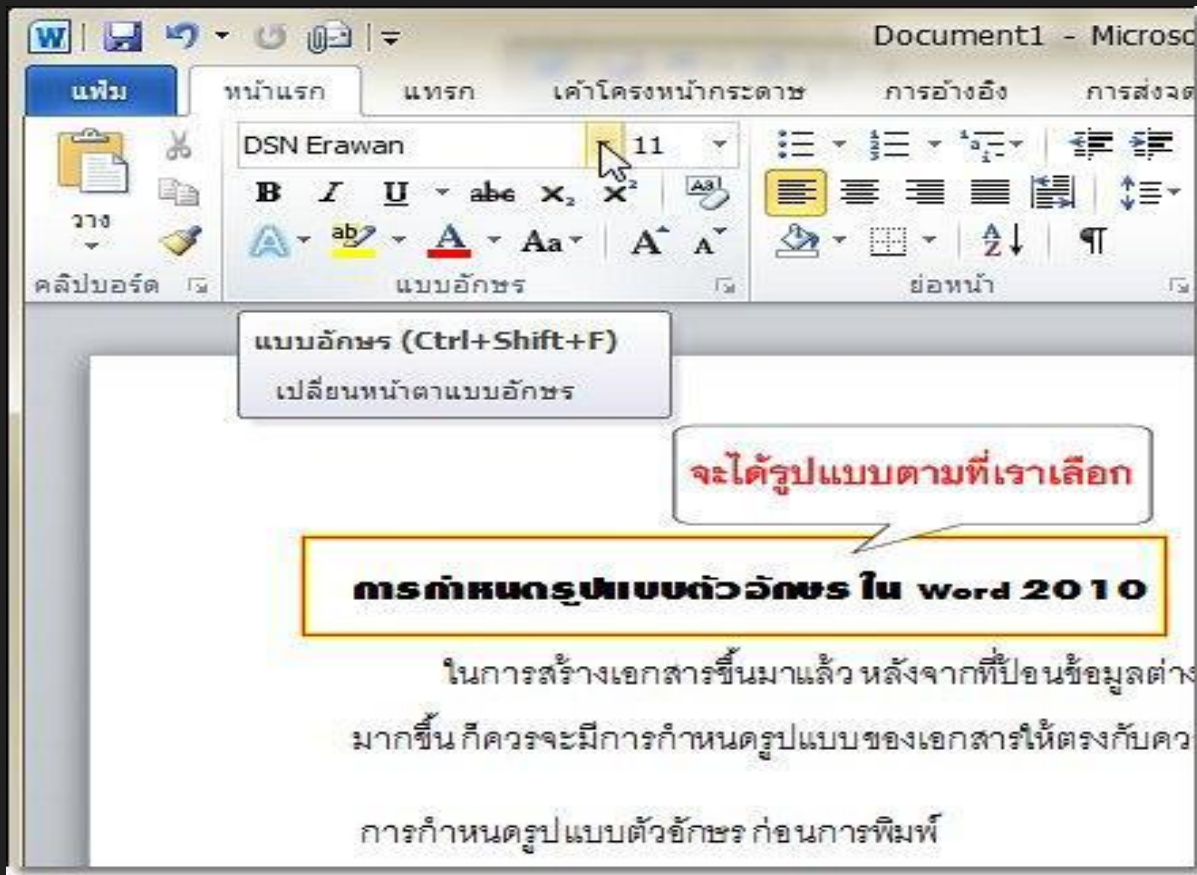 Document1 - Microso
แฟ้ม หน้าแรก แทรก เค้าโครงหน้ากระดาษ การอ้างอิง การส่งจด
DSN Erawan 11
วาง
คลิปบอร์ด แบบอักษร ย่อหน้า
แบบอักษร (Ctrl+Shift+F)
เปลี่ยนหน้าตาแบบอักษร
จะได้รูปแบบตามที่เราเลือก
การกำหนดรูปแบบตัวอักษร ใน Word 2010
ในการสร้างเอกสารขึ้นมาแล้ว หลังจากที่ป้อนข้อมูลต่าง
มากขึ้น ก็ควรจะมีการกำหนดรูปแบบของเอกสารให้ตรงกับคว
การกำหนดรูปแบบตัวอักษร ก่อนการพิมพ์